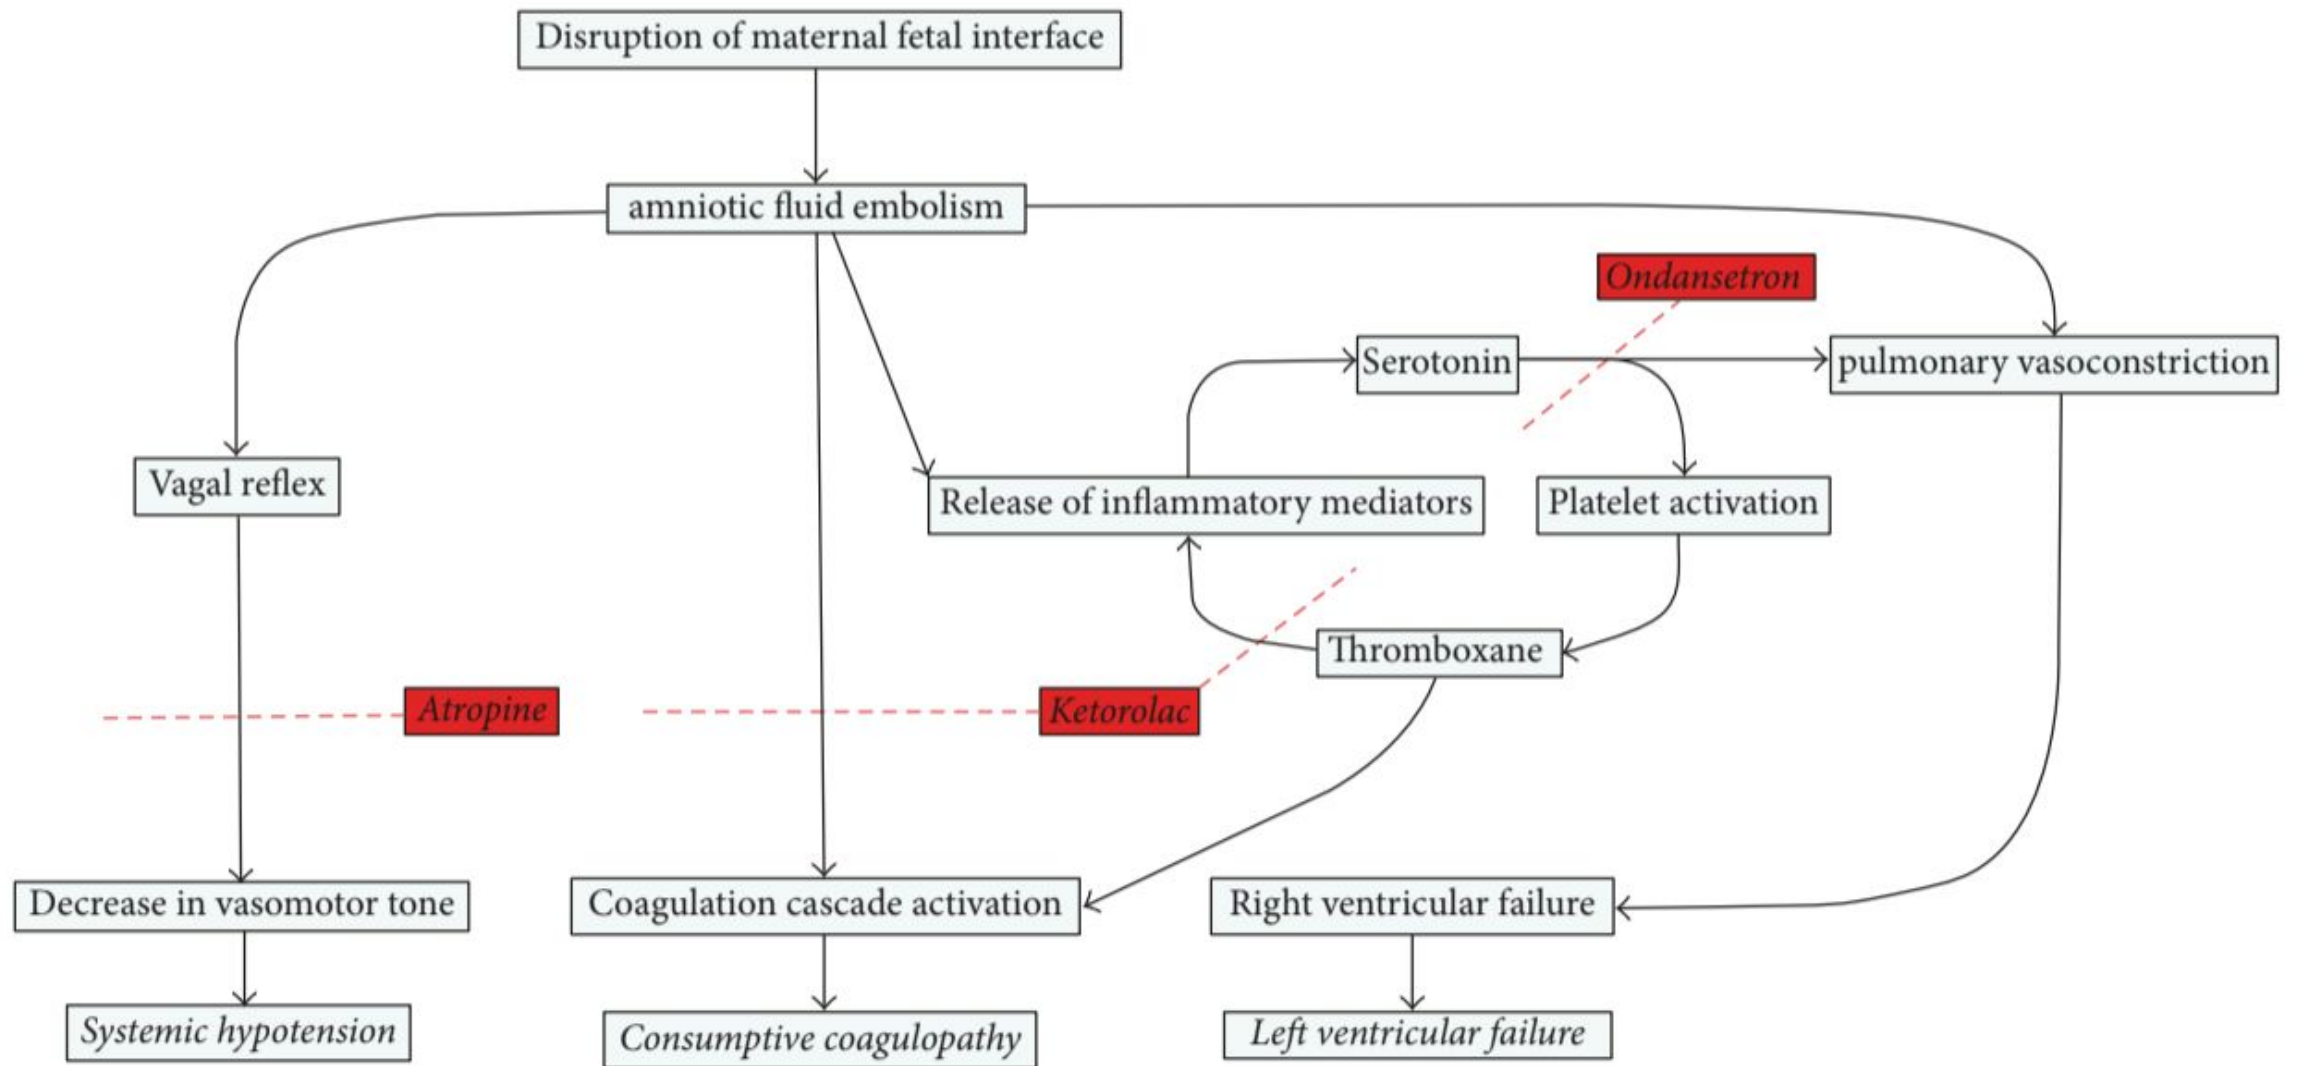 Disruption of maternal fetal interface
amniotic fluid embolism
Ondansetron
Serotonin
pulmonary vasoconstriction
Vagal reflex
Release of inflammatory mediators
Platelet activation
Thromboxane
Atropine
Ketorolac
Decrease in vasomotor tone
Coagulation cascade activation
Right ventricular failure
Systemic hypotension
Consumptive coagulopathy
Left ventricular failure